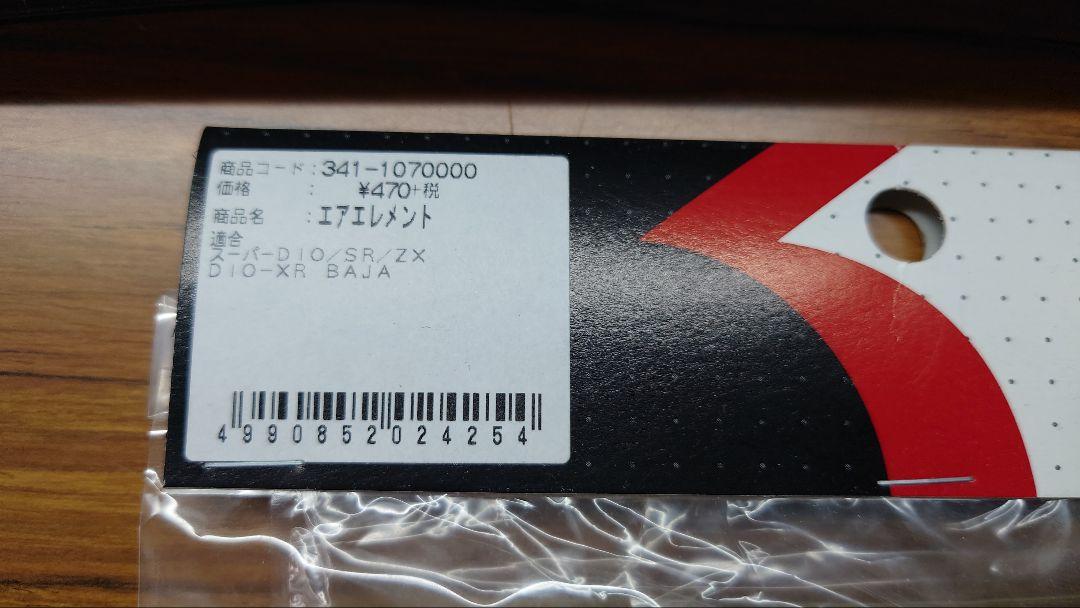 商品コード：341-1070000
価格　　　：　¥470+税
商品名　　：エアエレメント
適合
スーパーDIO/SR/ZX
DIO-XR BAJA
4990852024254